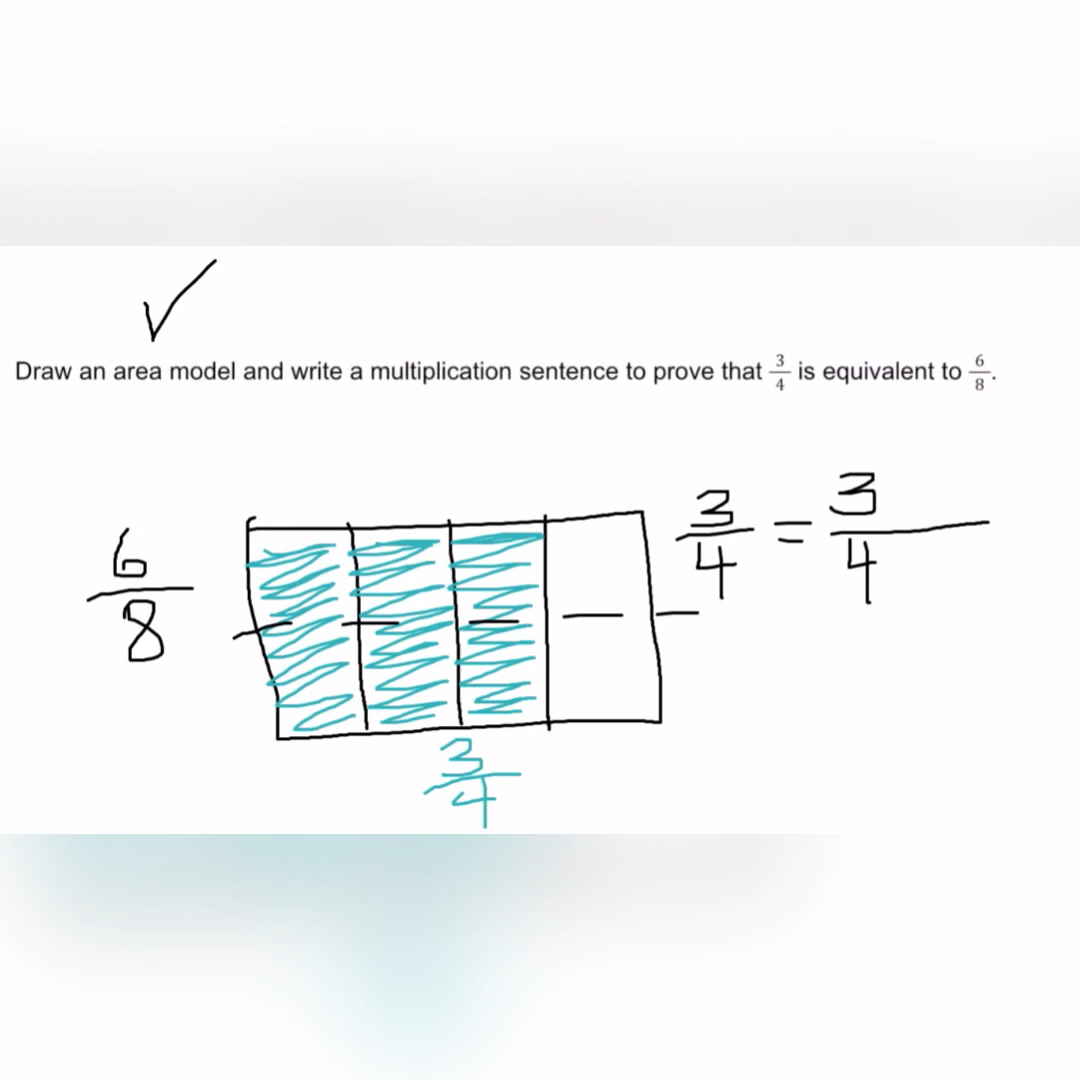 Draw an area model and write a multiplication sentence to prove that 3/4 is equivalent to 6/8.
6/8
3/4 = 3/4
3/4